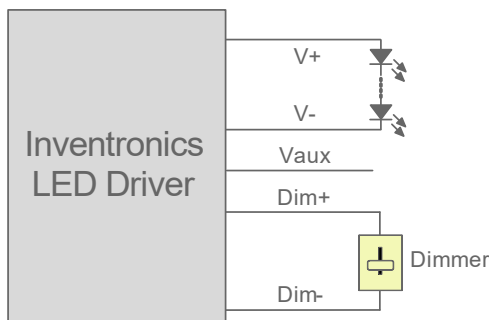 Inventronics
LED Driver
V+
V-
Vaux
Dim+
Dim-
Dimmer